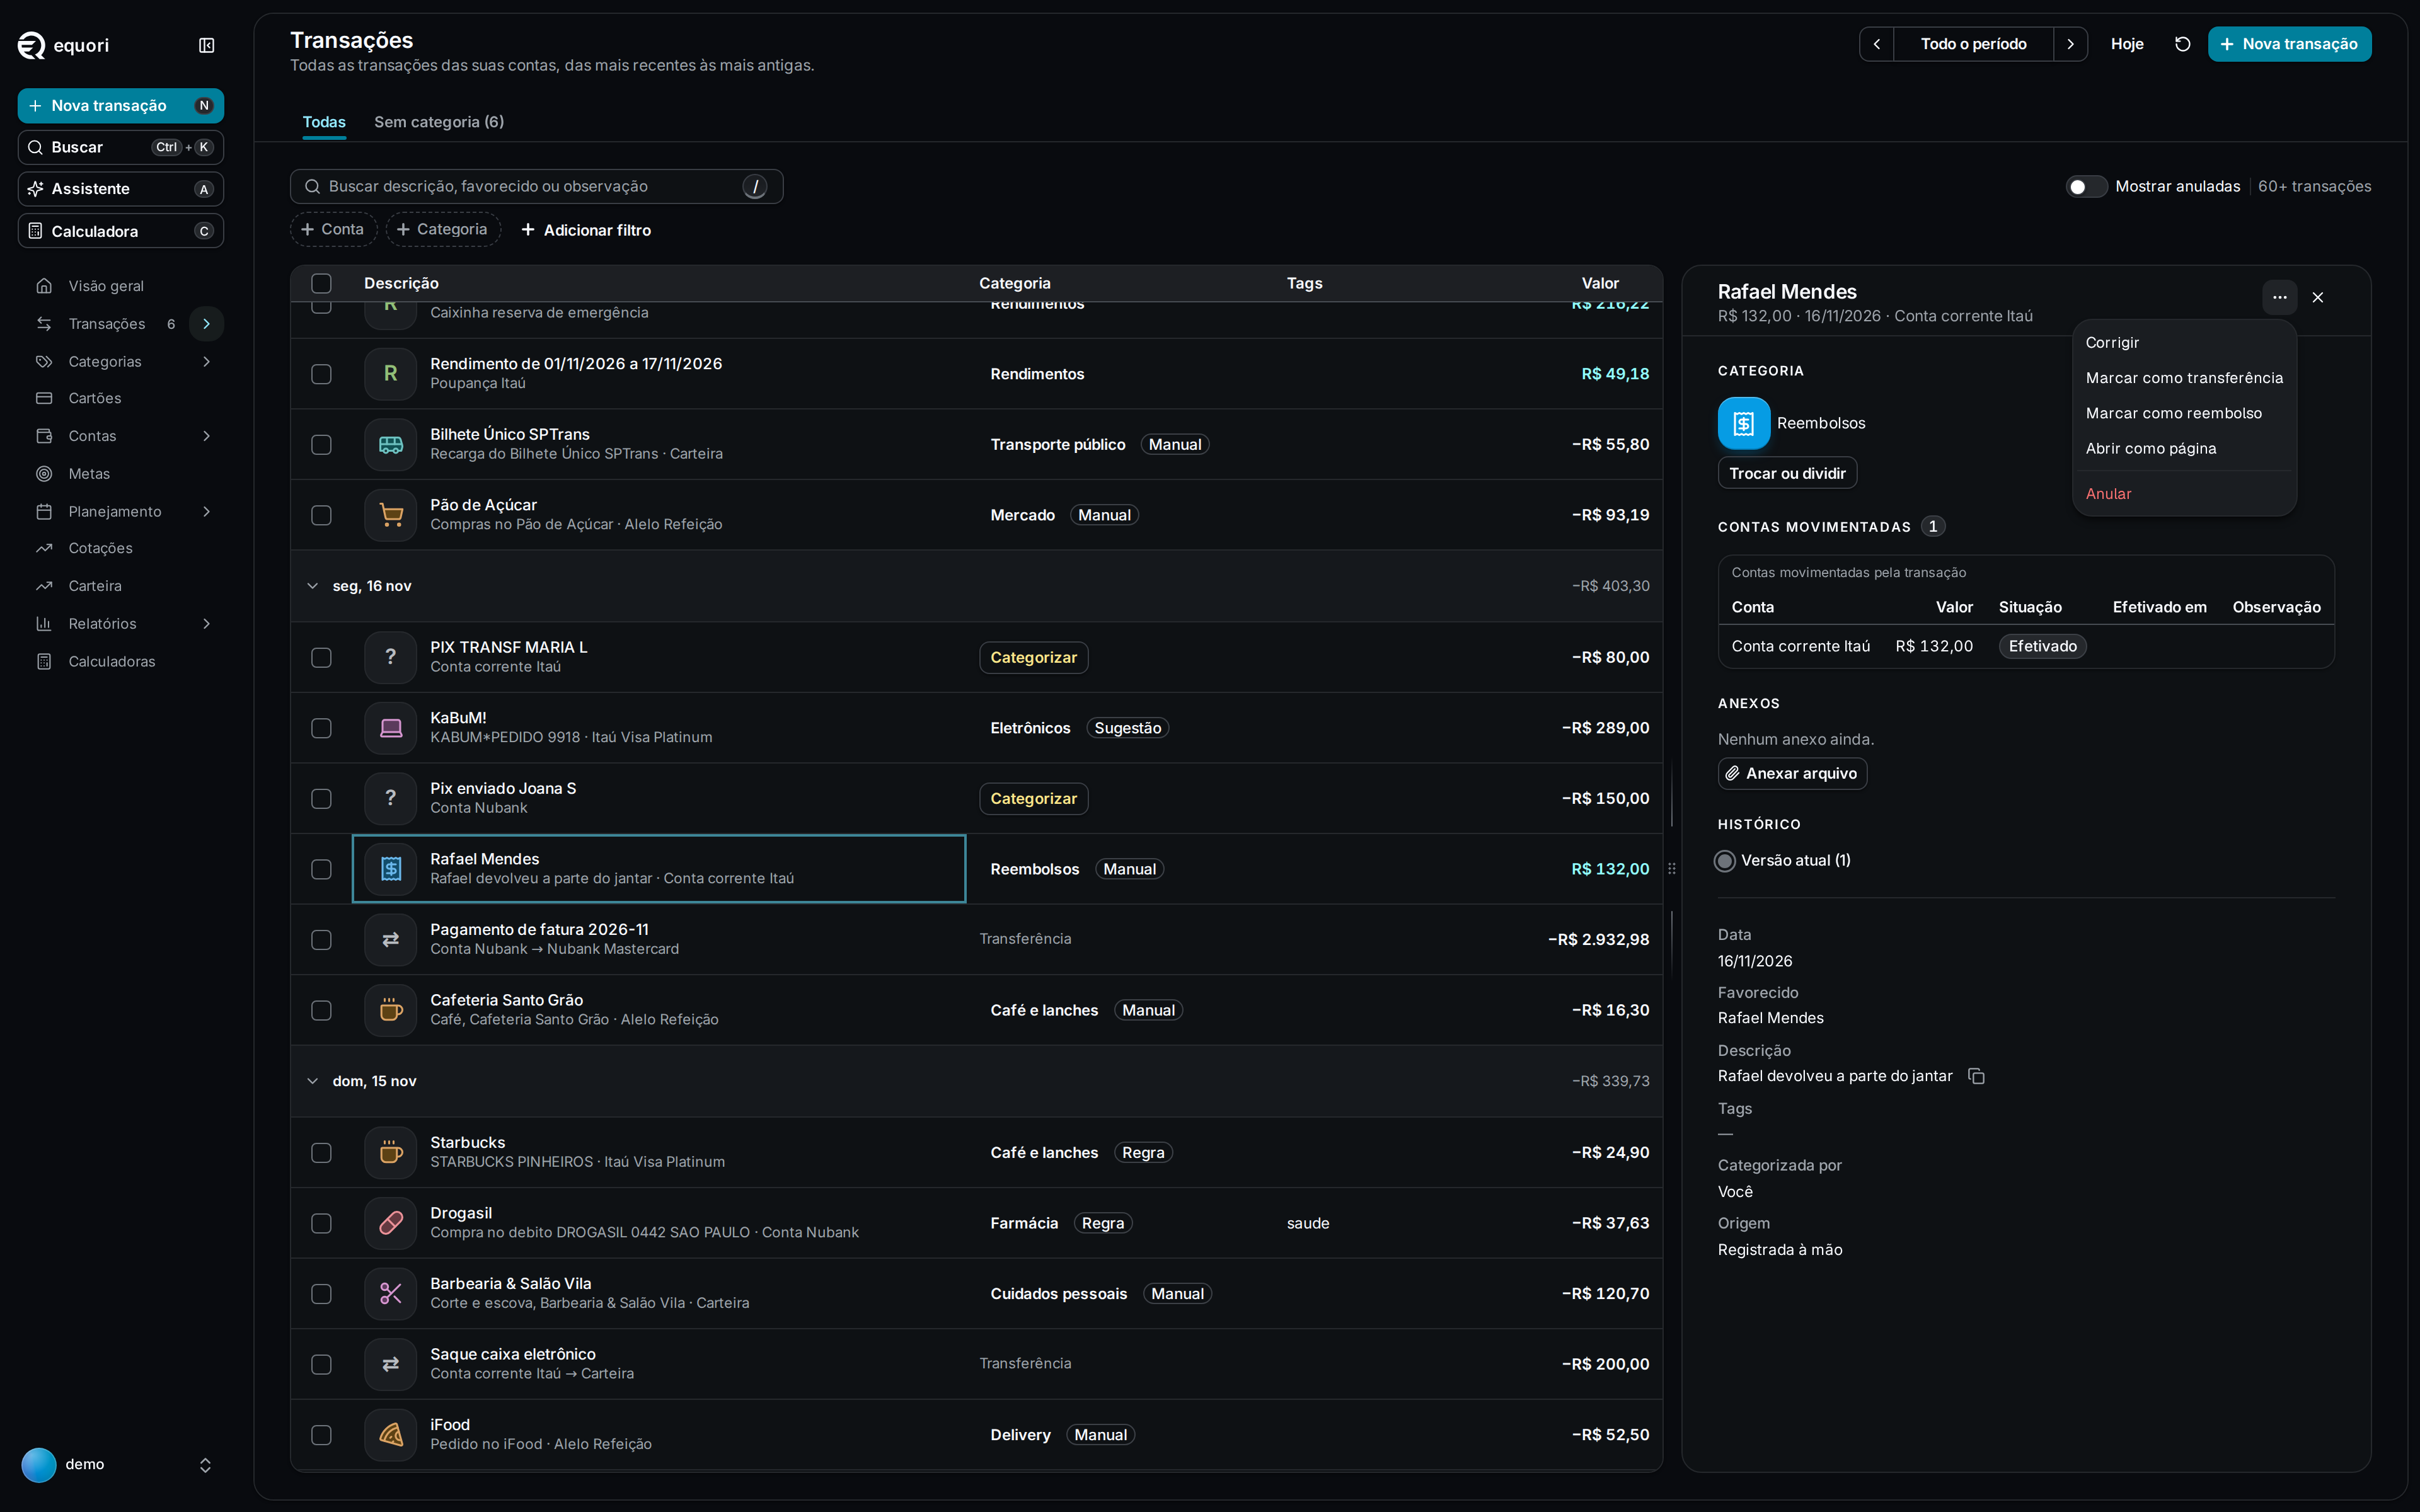 equori
Nova transação N
Buscar Ctrl + K
Assistente A
Calculadora C
Visão geral
Transações 6
Categorias
Cartões
Contas
Metas
Planejamento
Cotações
Carteira
Relatórios
Calculadoras
demo
Transações
Todas as transações das suas contas, das mais recentes às mais antigas.
Todo o período
Hoje
Nova transação
Todas
Sem categoria (6)
Buscar descrição, favorecido ou observação /
Mostrar anuladas
60+ transações
+ Conta
+ Categoria
+ Adicionar filtro
Descrição Categoria Tags Valor
R Caixinha reserva de emergência Rendimentos R$ 216,22
R Rendimento de 01/11/2026 a 17/11/2026 Rendimentos R$ 49,18
Poupança Itaú
Bilhete Único SPTrans Transporte público Manual −R$ 55,80
Recarga do Bilhete Único SPTrans · Carteira
Pão de Açúcar Mercado Manual −R$ 93,19
Compras no Pão de Açúcar · Alelo Refeição
seg, 16 nov −R$ 403,30
? PIX TRANSF MARIA L Categorizar −R$ 80,00
Conta corrente Itaú
KaBuM! Eletrônicos Sugestão −R$ 289,00
KABUM*PEDIDO 9918 · Itaú Visa Platinum
? Pix enviado Joana S Categorizar −R$ 150,00
Conta Nubank
Rafael Mendes Reembolsos Manual R$ 132,00
Rafael devolveu a parte do jantar · Conta corrente Itaú
Pagamento de fatura 2026-11 Transferência −R$ 2.932,98
Conta Nubank → Nubank Mastercard
Cafeteria Santo Grão Café e lanches Manual −R$ 16,30
Café, Cafeteria Santo Grão · Alelo Refeição
dom, 15 nov −R$ 339,73
Starbucks Café e lanches Regra −R$ 24,90
STARBUCKS PINHEIROS · Itaú Visa Platinum
Drogasil Farmácia Regra saude −R$ 37,63
Compra no debito DROGASIL 0442 SAO PAULO · Conta Nubank
Barbearia & Salão Vila Cuidados pessoais Manual −R$ 120,70
Corte e escova, Barbearia & Salão Vila · Carteira
Saque caixa eletrônico Transferência −R$ 200,00
Conta corrente Itaú → Carteira
iFood Delivery Manual −R$ 52,50
Pedido no iFood · Alelo Refeição
Rafael Mendes
R$ 132,00 · 16/11/2026 · Conta corrente Itaú
Corrigir
Marcar como transferência
Marcar como reembolso
Abrir como página
Anular
CATEGORIA
Reembolsos
Trocar ou dividir
CONTAS MOVIMENTADAS 1
Contas movimentadas pela transação
Conta Valor Situação Efetivado em Observação
Conta corrente Itaú R$ 132,00 Efetivado
ANEXOS
Nenhum anexo ainda.
Anexar arquivo
HISTÓRICO
Versão atual (1)
Data
16/11/2026
Favorecido
Rafael Mendes
Descrição
Rafael devolveu a parte do jantar
Tags
—
Categorizada por
Você
Origem
Registrada à mão